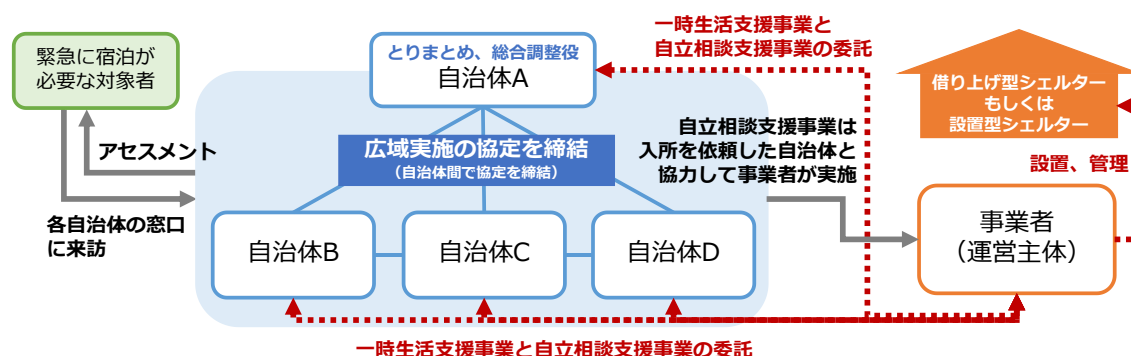 一時生活支援事業と
自立相談支援事業の委託
緊急に宿泊が
必要な対象者
とりまとめ、総合調整役
自治体A
借り上げ型シェルター
もしくは
設置型シェルター
アセスメント
広域実施の協定を締結
（自治体間で協定を締結）
自立相談支援事業は
入所を依頼した自治体と
協力して事業者が実施
設置、管理
各自治体の窓口
に来訪
自治体B
自治体C
自治体D
事業者
（運営主体）
一時生活支援事業と自立相談支援事業の委託